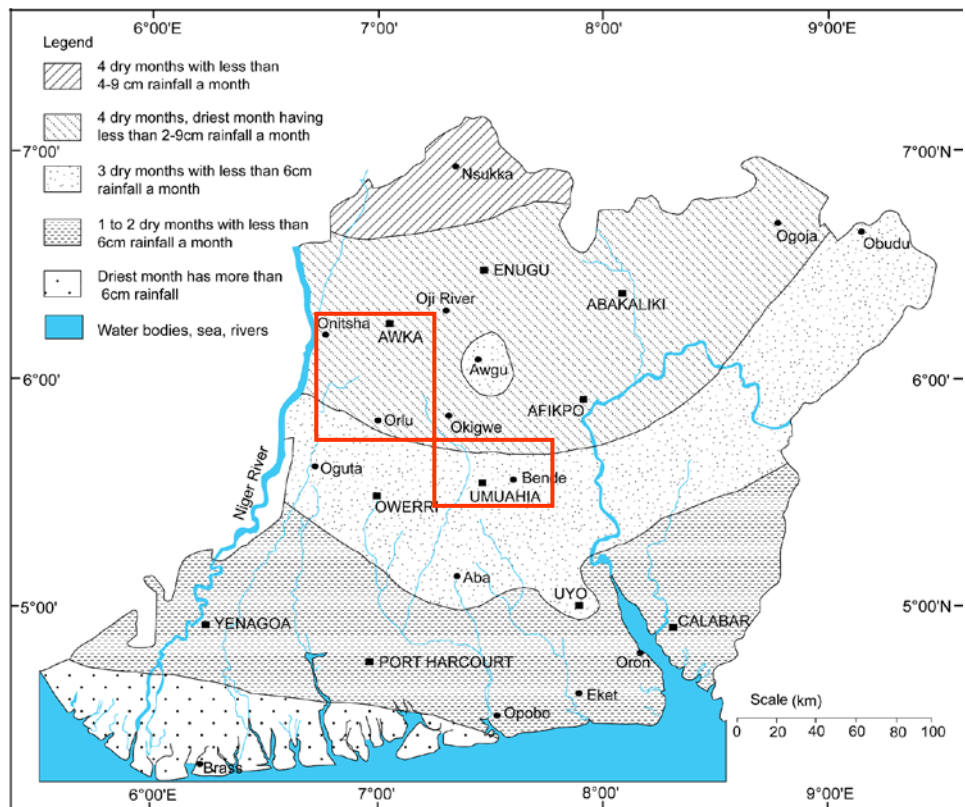 6°00'E
7°00'
8°00'
9°00'E
Legend
4 dry months with less than
4-9 cm rainfall a month
4 dry months, driest month having
less than 2-9cm rainfall a month
3 dry months with less than 6cm
rainfall a month
1 to 2 dry months with less than
6cm rainfall a month
Driest month has more than
6cm rainfall
Water bodies, sea, rivers
7°00'
7°00'N
Nsukka
Ogoja
Obudu
ENUGU
ABAKALIKI
Oji River
Onitsha
AWKA
6°00'
6°00'N
Awgu
AFIKPO
Orlu
Okigwe
Niger River
Oguta
Bende
UMUAHIA
OWERRI
Aba
UYO
5°00'
5°00'N
YENAGOA
CALABAR
PORT HARCOURT
Oron
Eket
Opobo
Scale (km)
0 20 40 60 80 100
Brass
6°00'E
7°00'
8°00'
9°00'E